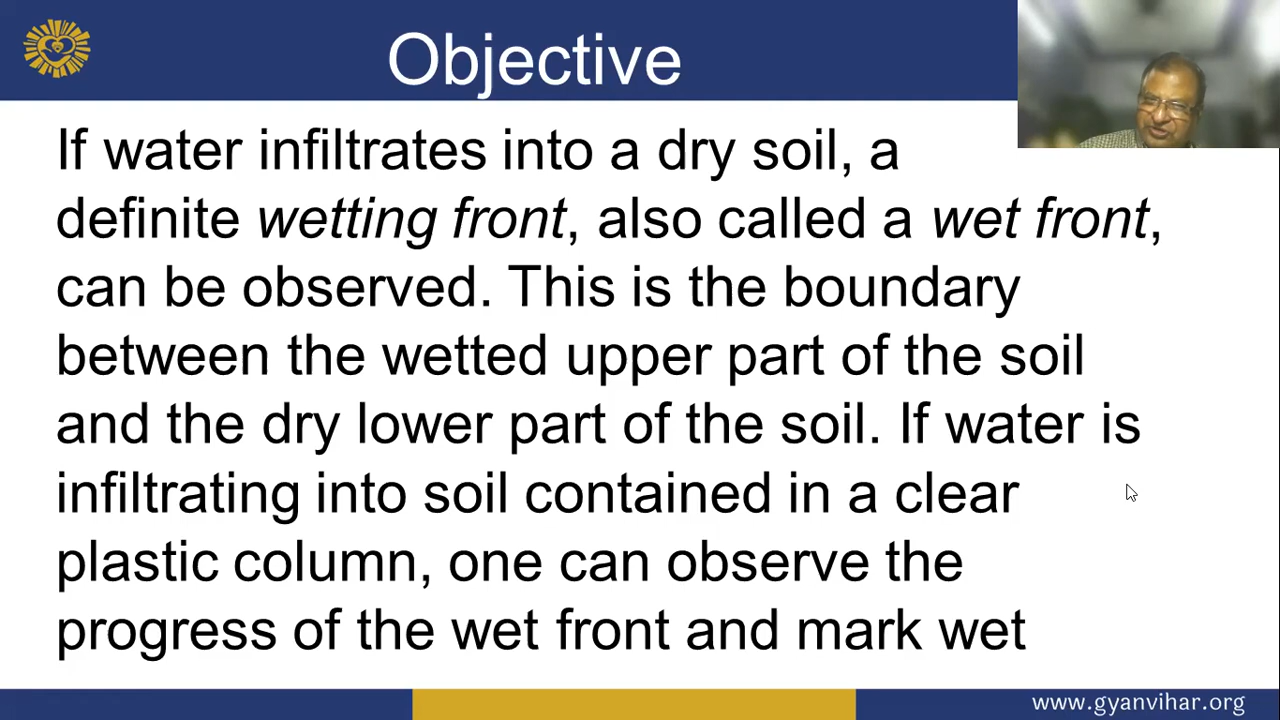 Objective
If water infiltrates into a dry soil, a
definite wetting front, also called a wet front,
can be observed. This is the boundary
between the wetted upper part of the soil
and the dry lower part of the soil. If water is
infiltrating into soil contained in a clear
plastic column, one can observe the
progress of the wet front and mark wet
www.gyanvihar.org